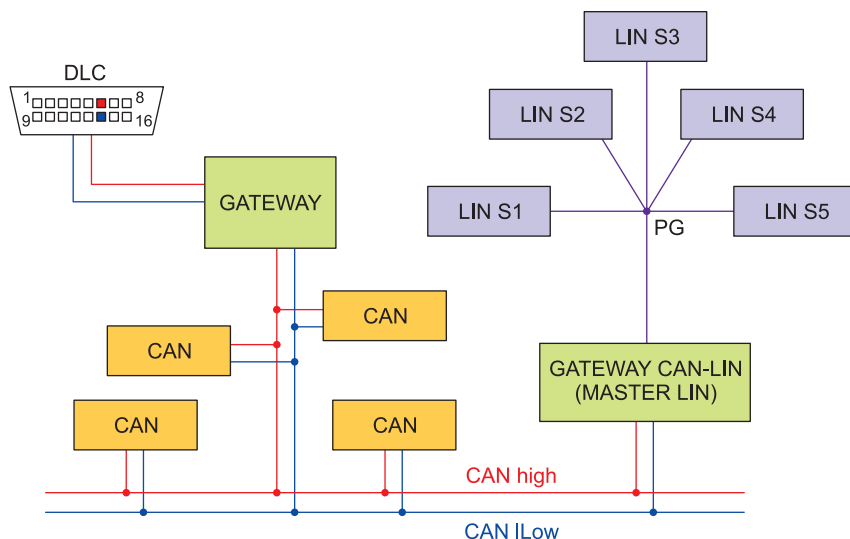 DLC
1 8
9 16
GATEWAY
CAN
CAN
CAN
CAN
CAN high
CAN lLow
LIN S3
LIN S2
LIN S4
LIN S1
LIN S5
PG
GATEWAY CAN-LIN
(MASTER LIN)